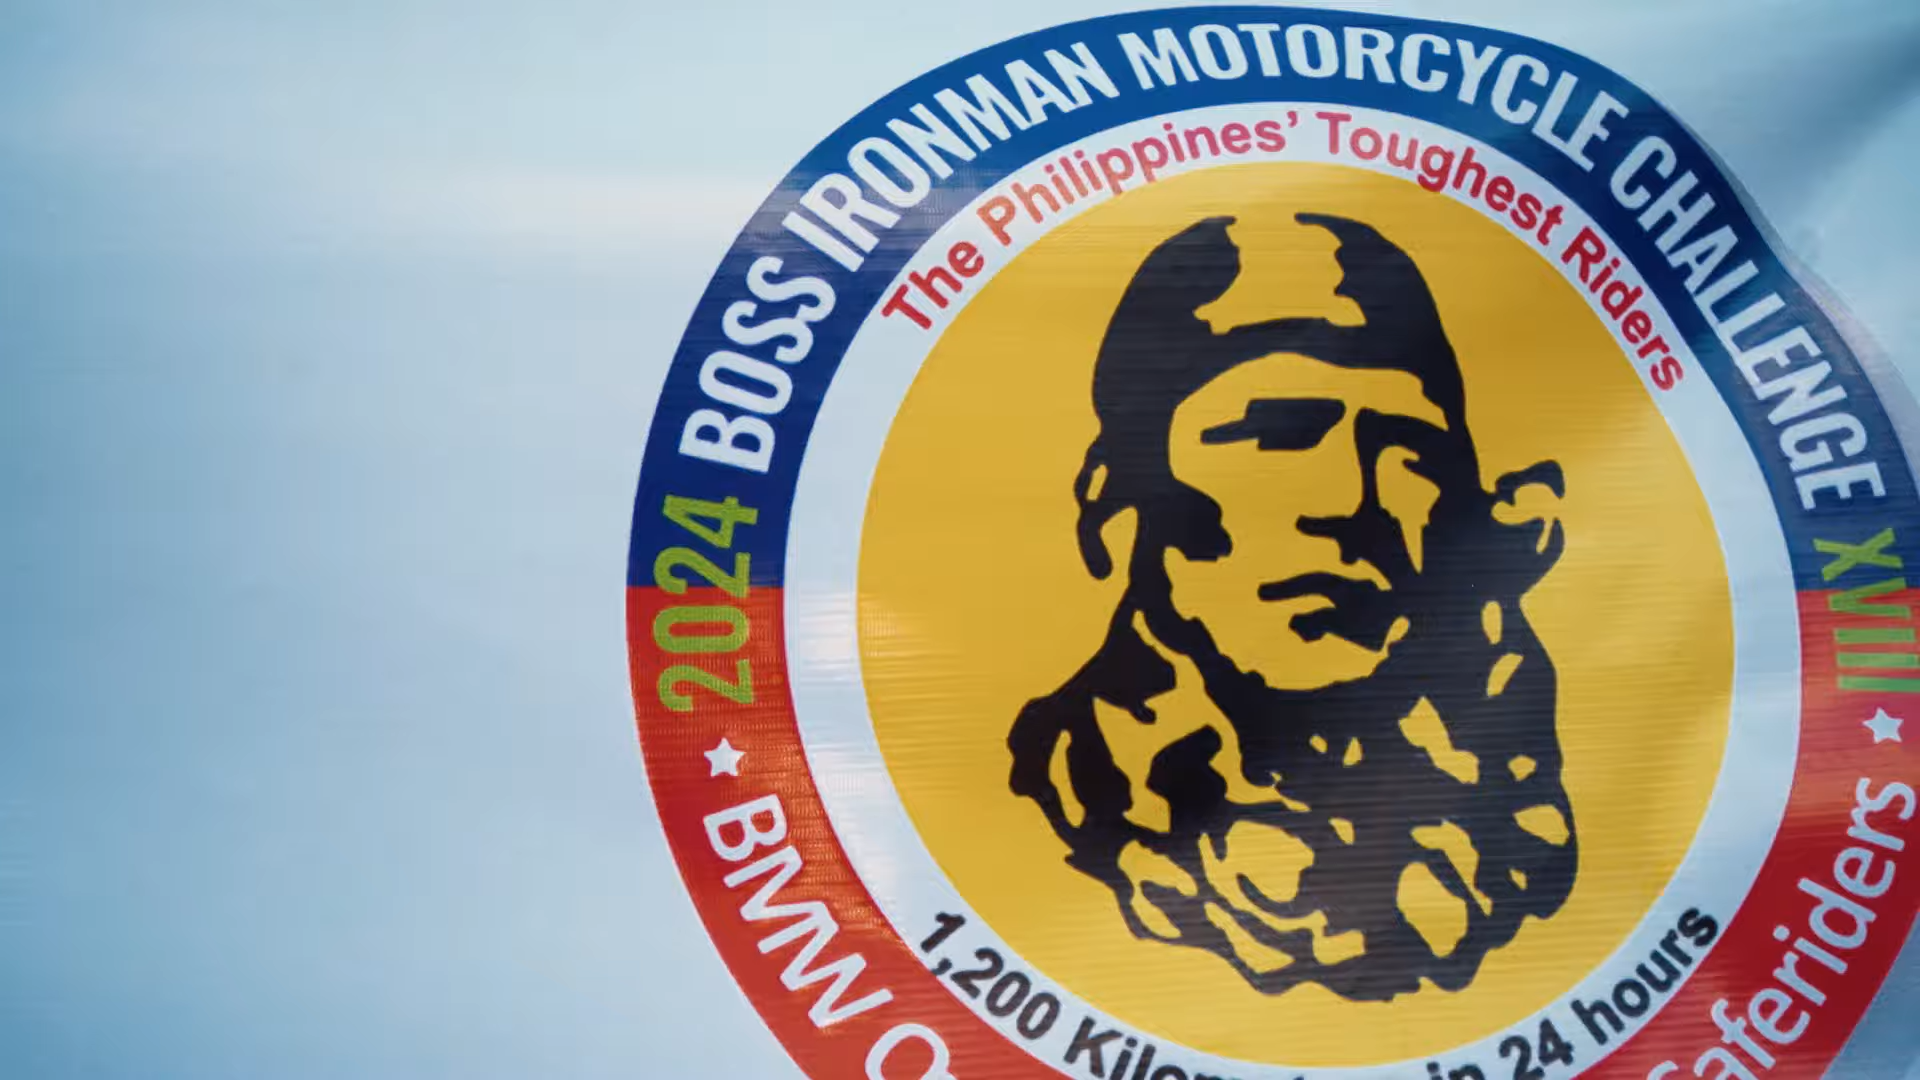 2024 BOSS IRONMAN MOTORCYCLE CHALLENGE XVIII
The Philippines' Toughest Riders
1,200 in 24 hours
BMW
Saferiders